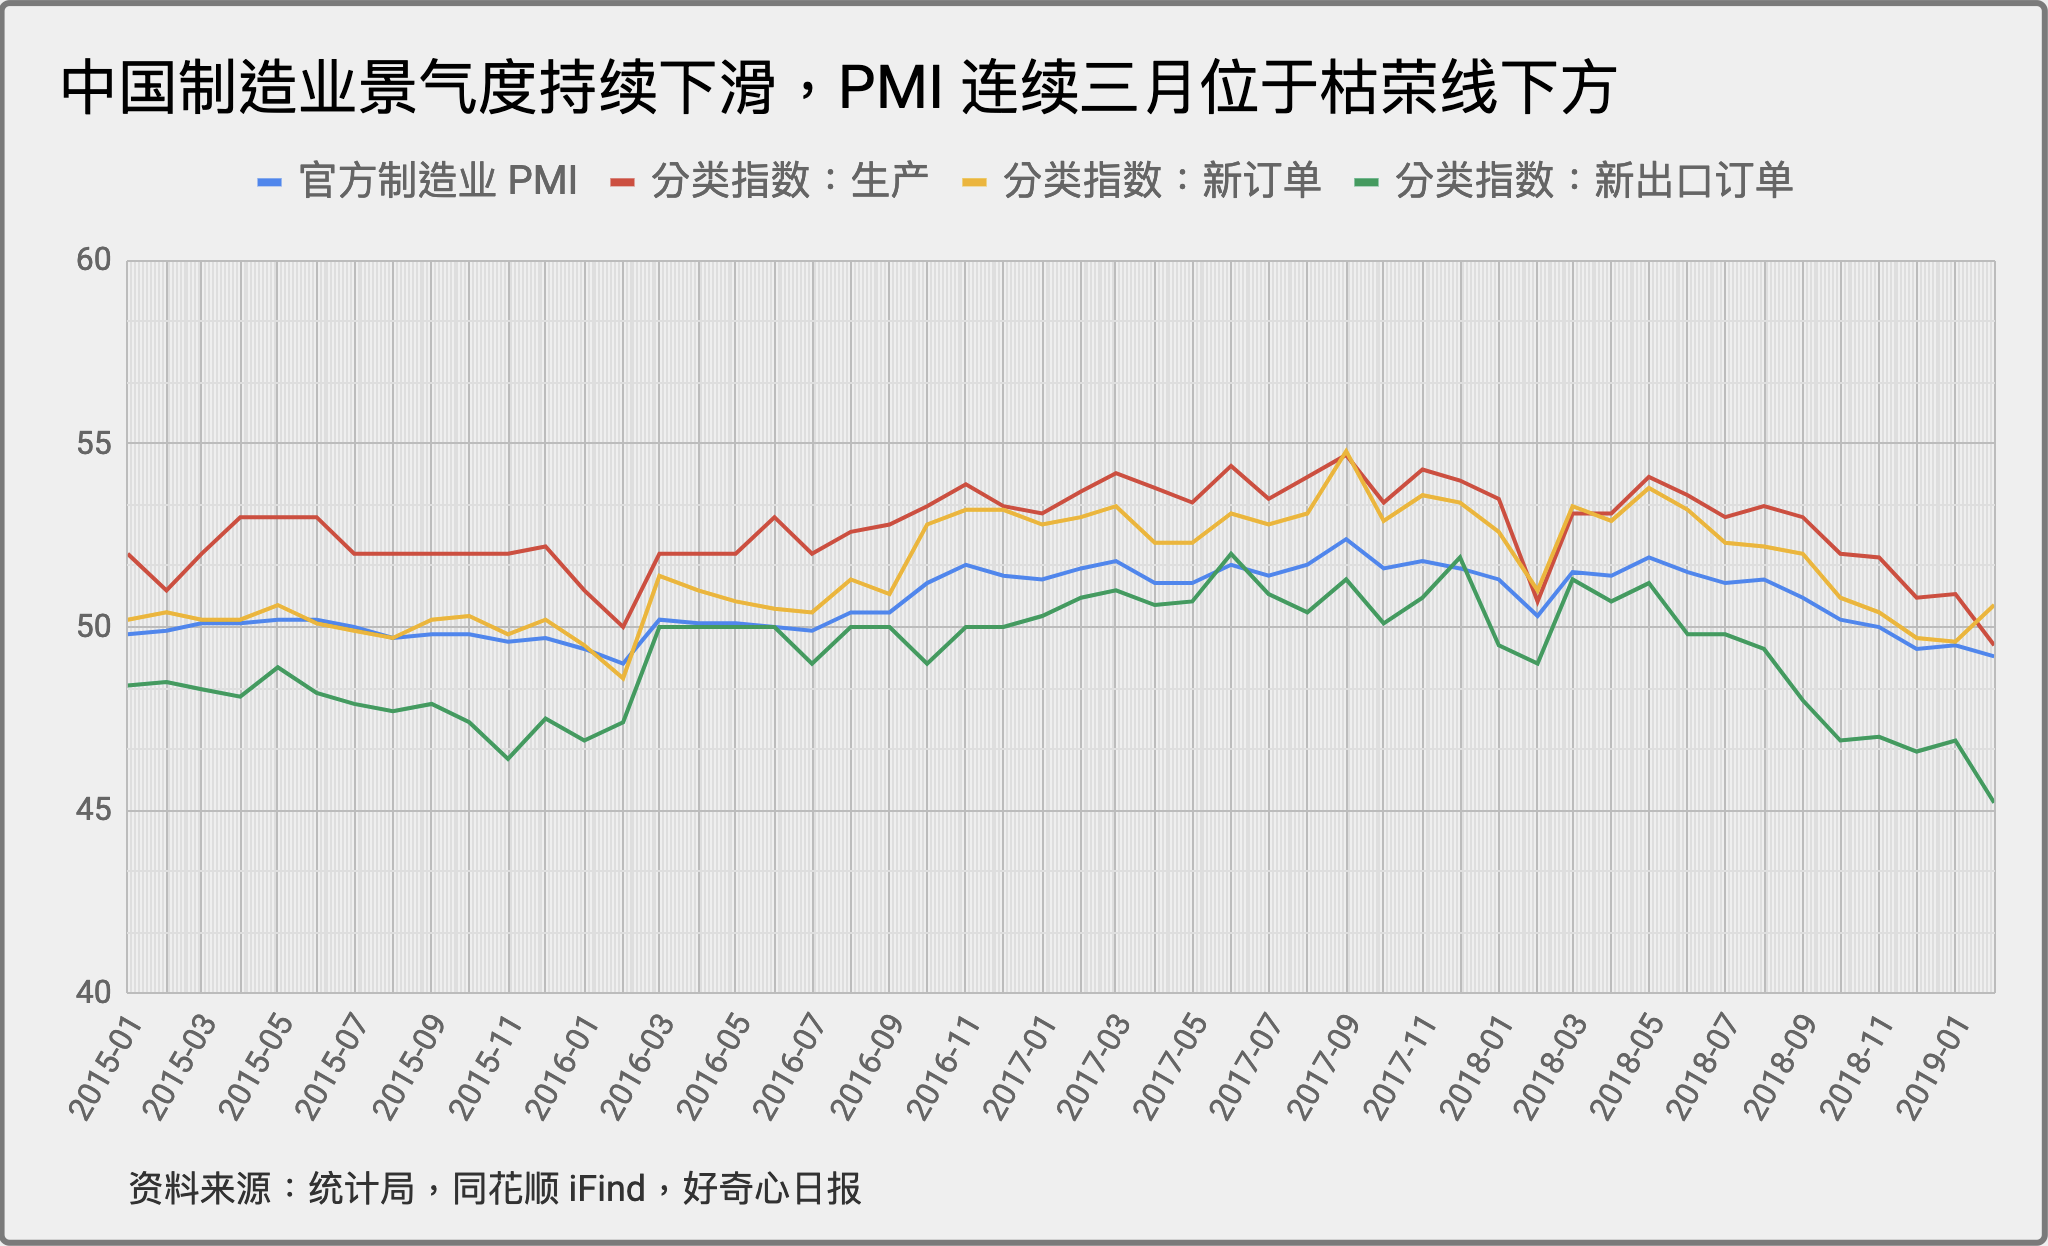 中国制造业景气度持续下滑，PMI 连续三月位于枯荣线下方
官方制造业 PMI 分类指数：生产 分类指数：新订单 分类指数：新出口订单
60
55
50
45
40
2015-01 2015-03 2015-05 2015-07 2015-09 2015-11 2016-01 2016-03 2016-05 2016-07 2016-09 2016-11 2017-01 2017-03 2017-05 2017-07 2017-09 2017-11 2018-01 2018-03 2018-05 2018-07 2018-09 2018-11 2019-01
资料来源：统计局，同花顺 iFind，好奇心日报